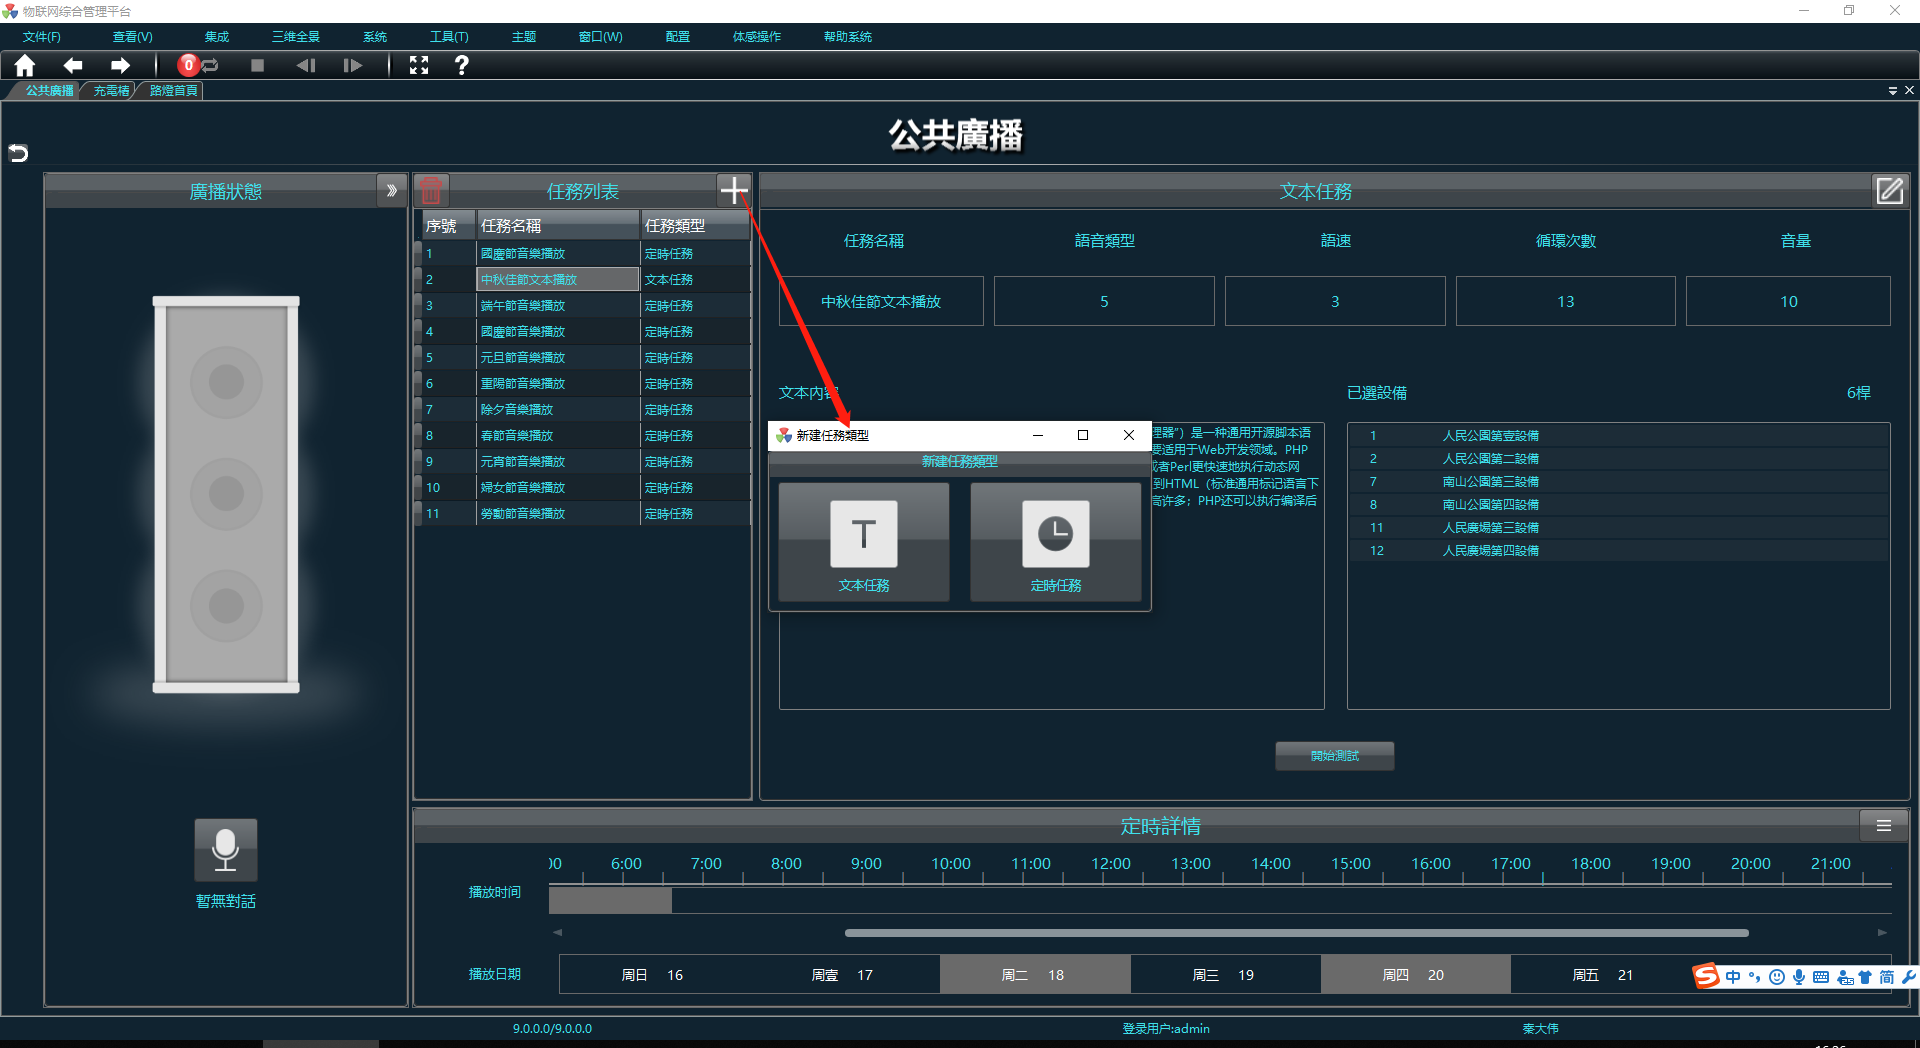 物联网综合管理平台
文件(F) 查看(V) 集成 三维全景 系统 工具(T) 主题 窗口(W) 配置 体感操作 帮助系统
0 ?
公共廣播 充電樁 路燈首頁
公共廣播
廣播狀態
暫無對話
任務列表
序號 任務名稱 任務類型
1 國慶節音樂播放 定時任務
2 中秋佳節文本播放 文本任務
3 端午節音樂播放 定時任務
4 國慶節音樂播放 定時任務
5 元旦節音樂播放 定時任務
6 重陽節音樂播放 定時任務
7 除夕音樂播放 定時任務
8 春節音樂播放 定時任務
9 元宵節音樂播放 定時任務
10 婦女節音樂播放 定時任務
11 勞動節音樂播放 定時任務
文本任務
任務名稱 語音類型 語速 循環次數 音量
中秋佳節文本播放 5 3 13 10
文本内容
理器”）是一种通用开源脚本语
要适用于Web开发领域。PHP
或者Perl更快速地执行动态网
到HTML（标准通用标记语言下
高许多；PHP还可以执行编译后
新建任務類型
新建任務類型
T
文本任務 定時任務
已選設備 6桿
1 人民公園第壹設備
2 人民公園第二設備
7 南山公園第三設備
8 南山公園第四設備
11 人民廣場第三設備
12 人民廣場第四設備
開始測試
定時詳情
00 6:00 7:00 8:00 9:00 10:00 11:00 12:00 13:00 14:00 15:00 16:00 17:00 18:00 19:00 20:00 21:00
播放时间
播放日期 周日 16 周壹 17 周二 18 周三 19 周四 20 周五 21
S 中 简
9.0.0.0/9.0.0.0 登录用户:admin 秦大伟